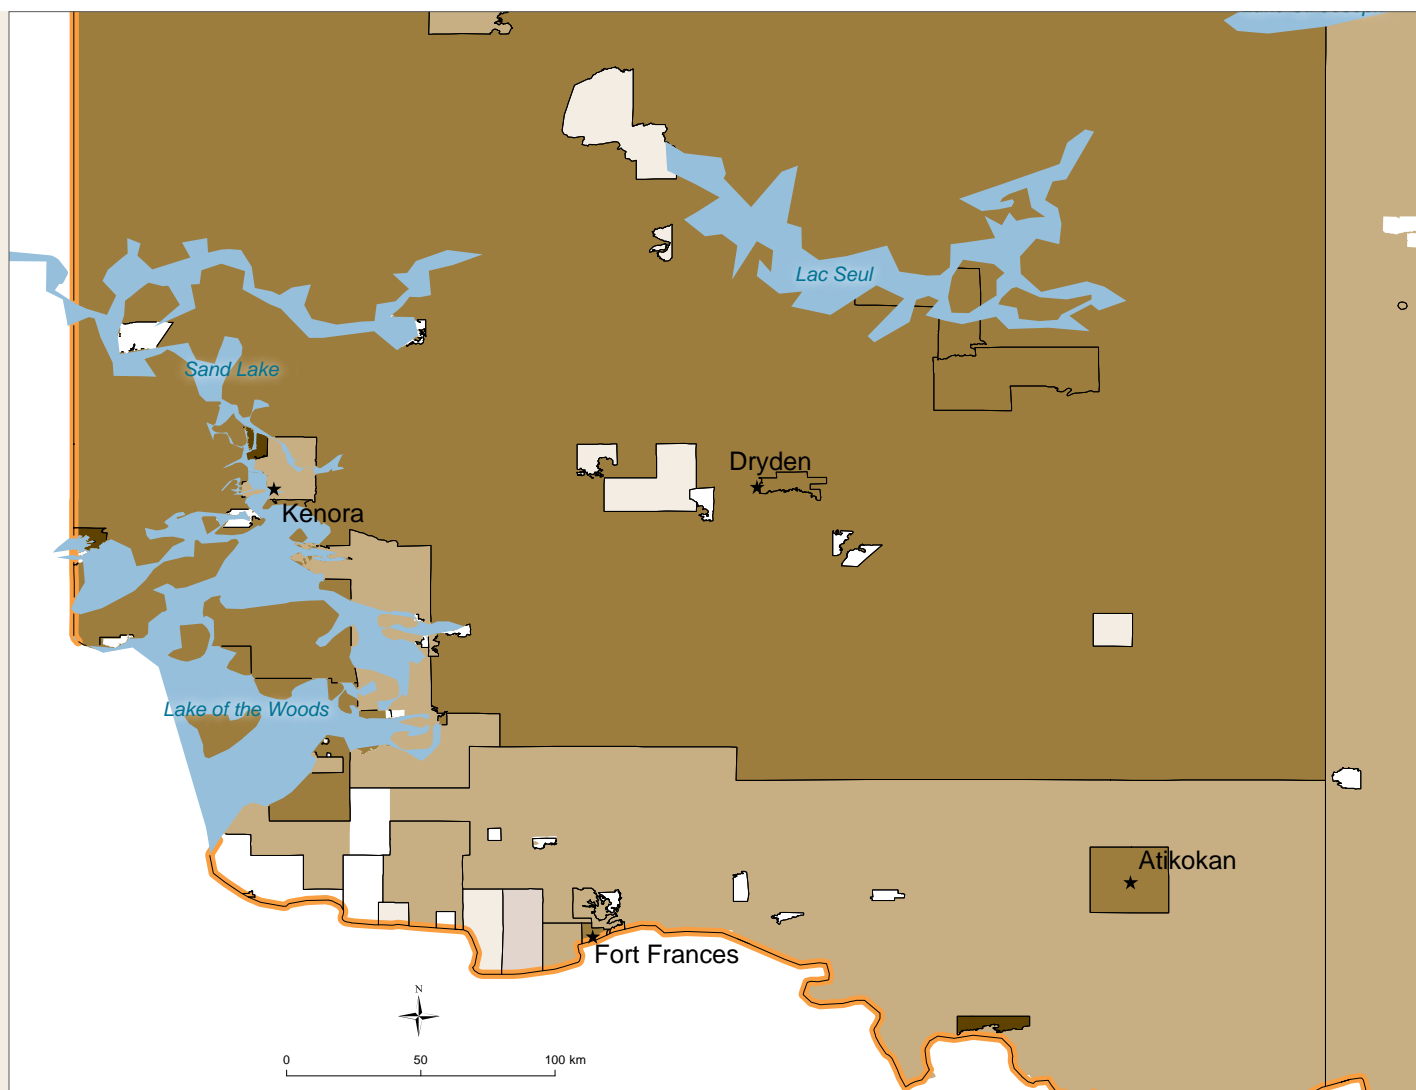 Lac Seul
Sand Lake
Dryden
Kenora
Lake of the Woods
Atikokan
Fort Frances
N
0 50 100 km